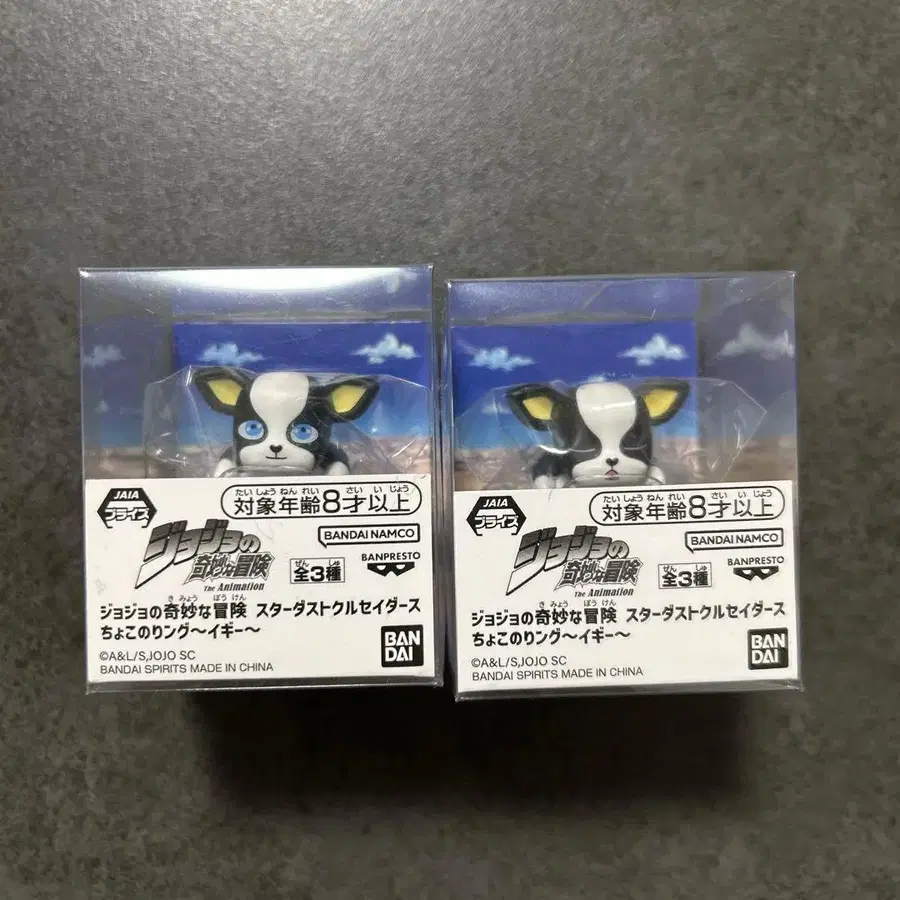 たいしょうねんれい さい いじょう
対象年齢8才以上
JAIA
プライズ
BANDAI NAMCO
ジョジョの
奇妙な冒険
The Animation
ぜん しゅ
全3種
BANPRESTO
きみょう ぼうけん
ジョジョの奇妙な冒険 スターダストクルセイダース
ちょこのりング〜イギー〜
©A&L/S,JOJO SC
BANDAI SPIRITS MADE IN CHINA
BAN
DAI
たいしょうねんれい さい いじょう
対象年齢8才以上
JAIA
プライズ
BANDAI NAMCO
ジョジョの
奇妙な冒険
The Animation
ぜん しゅ
全3種
BANPRESTO
きみょう ぼうけん
ジョジョの奇妙な冒険 スターダストクルセイダース
ちょこのりング〜イギー〜
©A&L/S,JOJO SC
BANDAI SPIRITS MADE IN CHINA
BAN
DAI